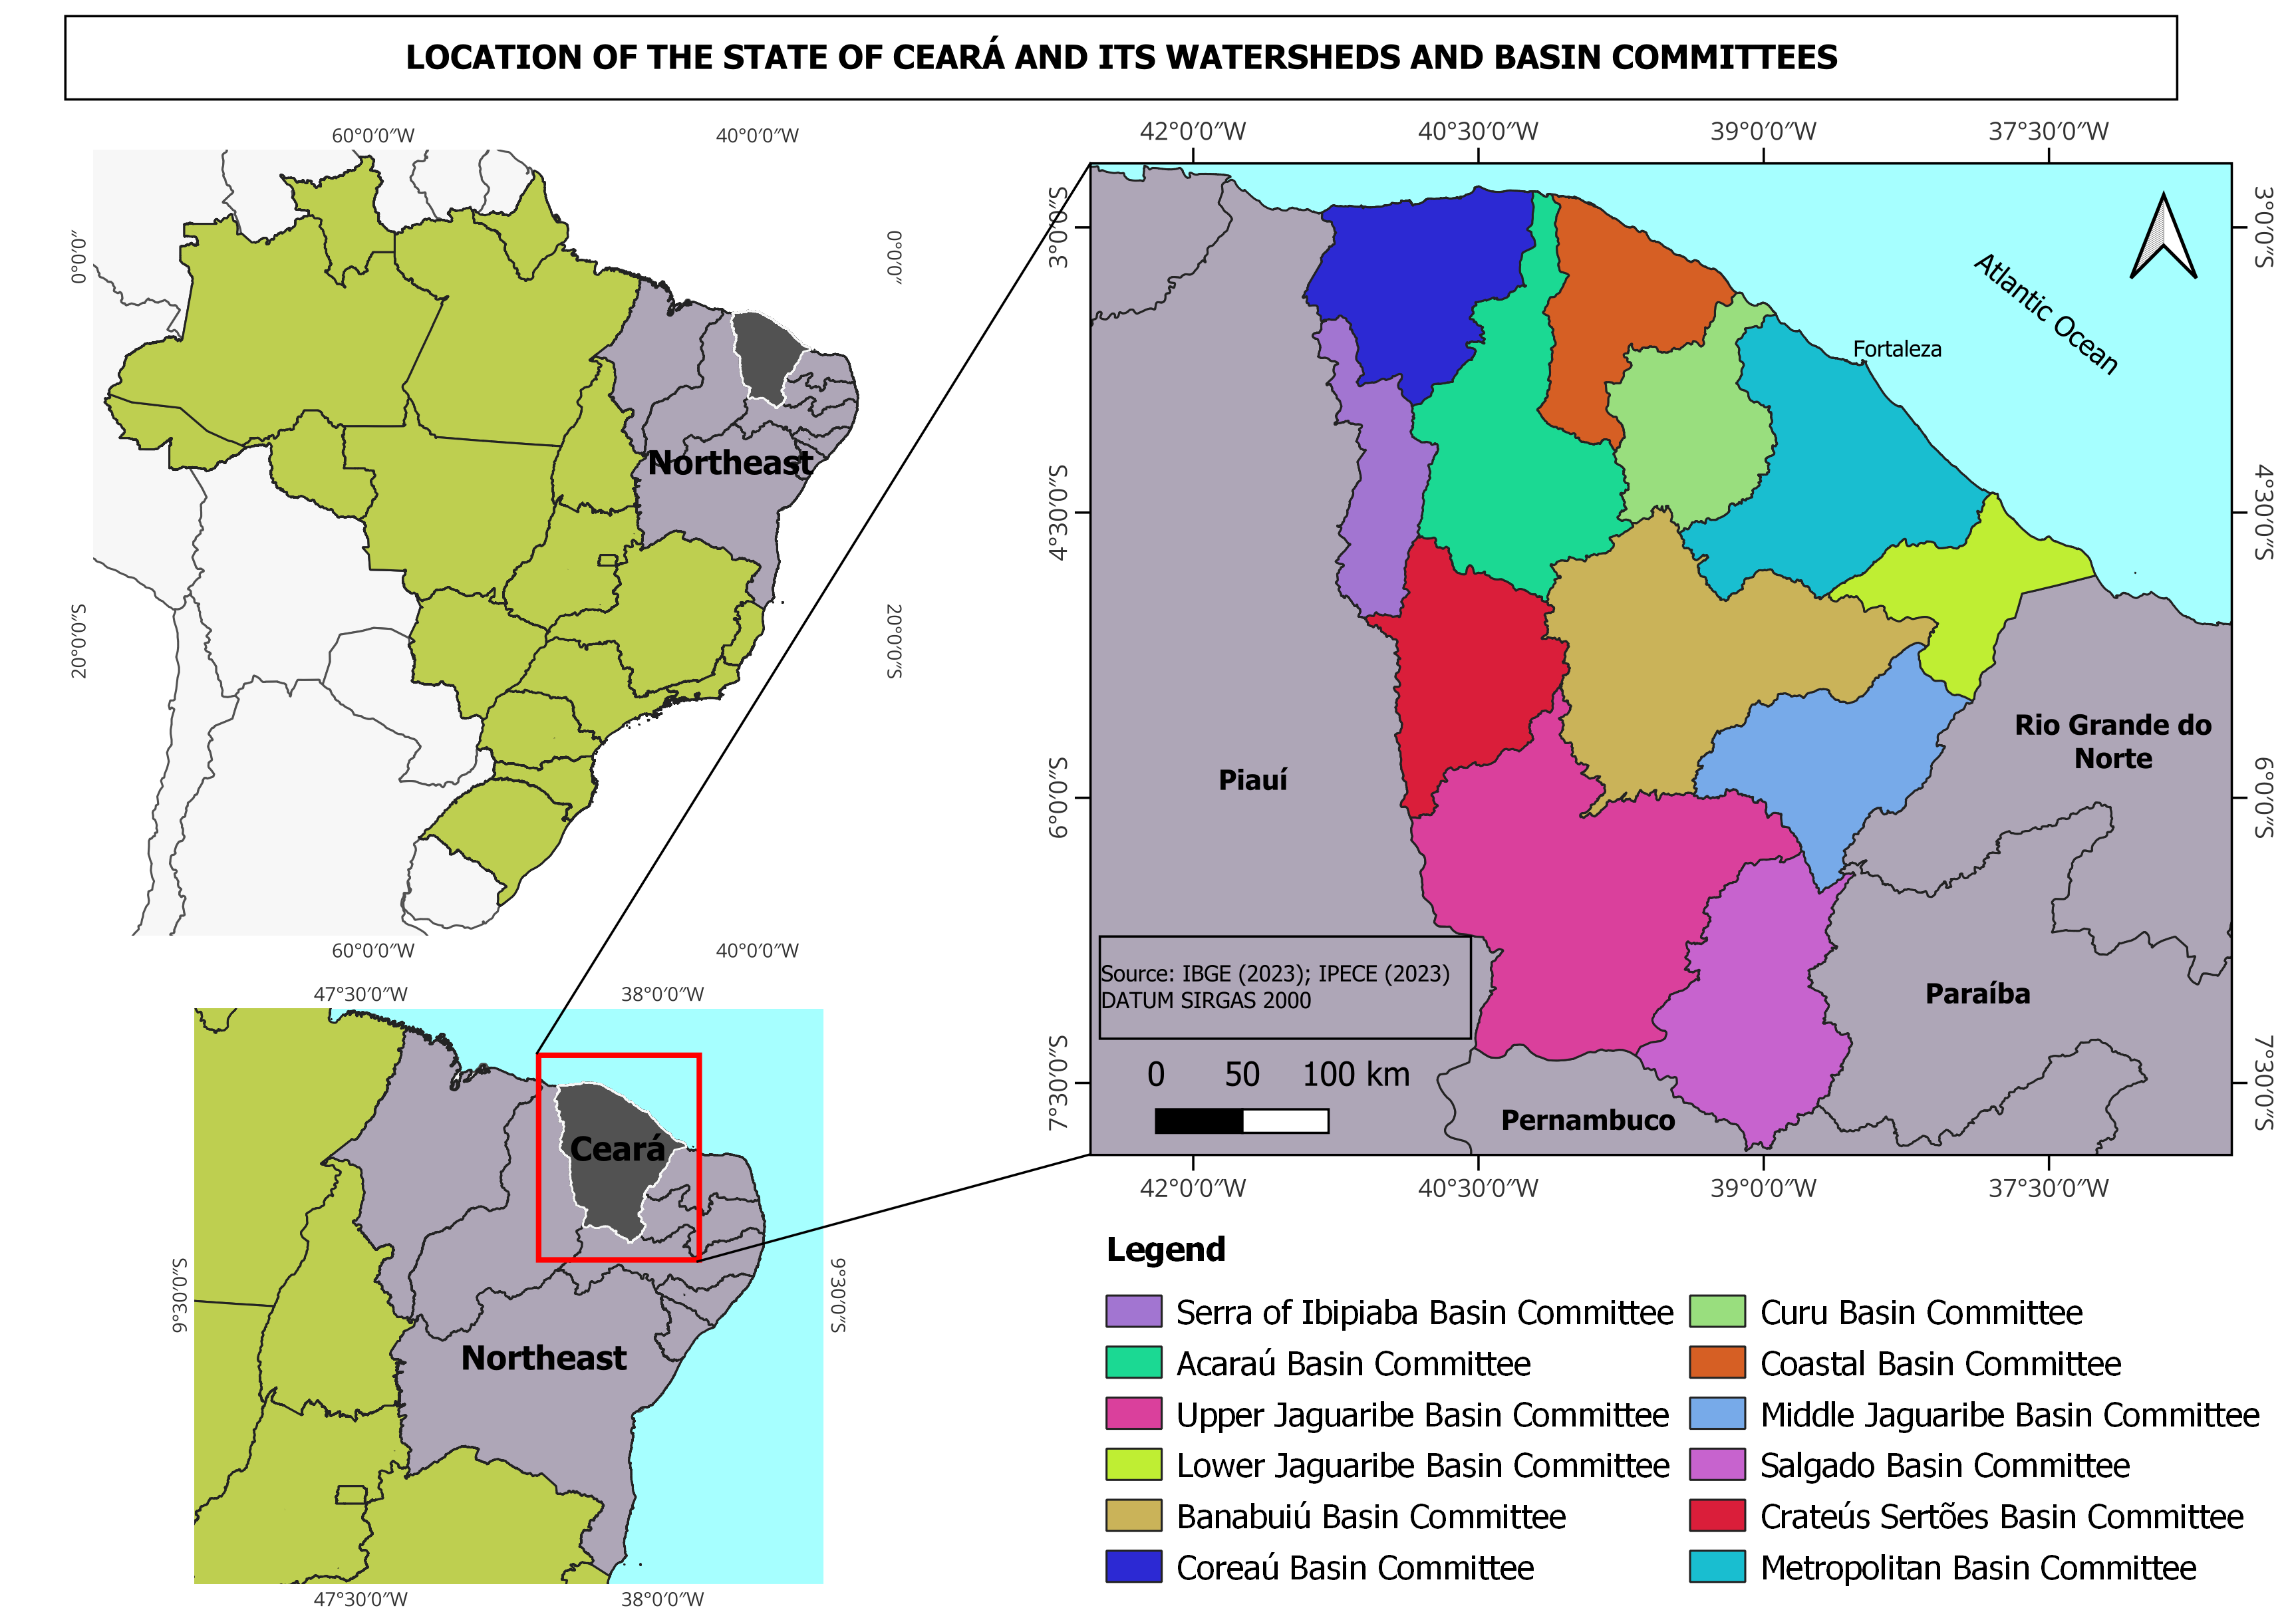 LOCATION OF THE STATE OF CEARÁ AND ITS WATERSHEDS AND BASIN COMMITTEES
60°0′0″W
40°0′0″W
0°0′0″
0°0′0″
20°0′0″S
20°0′0″S
Northeast
60°0′0″W
40°0′0″W
47°30′0″W
38°0′0″W
9°30′0″S
9°30′0″S
Ceará
Northeast
47°30′0″W
38°0′0″W
42°0′0″W
40°30′0″W
39°0′0″W
37°30′0″W
3°0′0″S
3°0′0″S
4°30′0″S
4°30′0″S
6°0′0″S
6°0′0″S
7°30′0″S
7°30′0″S
Atlantic Ocean
Fortaleza
Rio Grande do
Norte
Piauí
Paraíba
Pernambuco
Source: IBGE (2023); IPECE (2023)
DATUM SIRGAS 2000
0 50 100 km
42°0′0″W
40°30′0″W
39°0′0″W
37°30′0″W
Legend
Serra of Ibipiaba Basin Committee
Acaraú Basin Committee
Upper Jaguaribe Basin Committee
Lower Jaguaribe Basin Committee
Banabuiú Basin Committee
Coreaú Basin Committee
Curu Basin Committee
Coastal Basin Committee
Middle Jaguaribe Basin Committee
Salgado Basin Committee
Crateús Sertões Basin Committee
Metropolitan Basin Committee